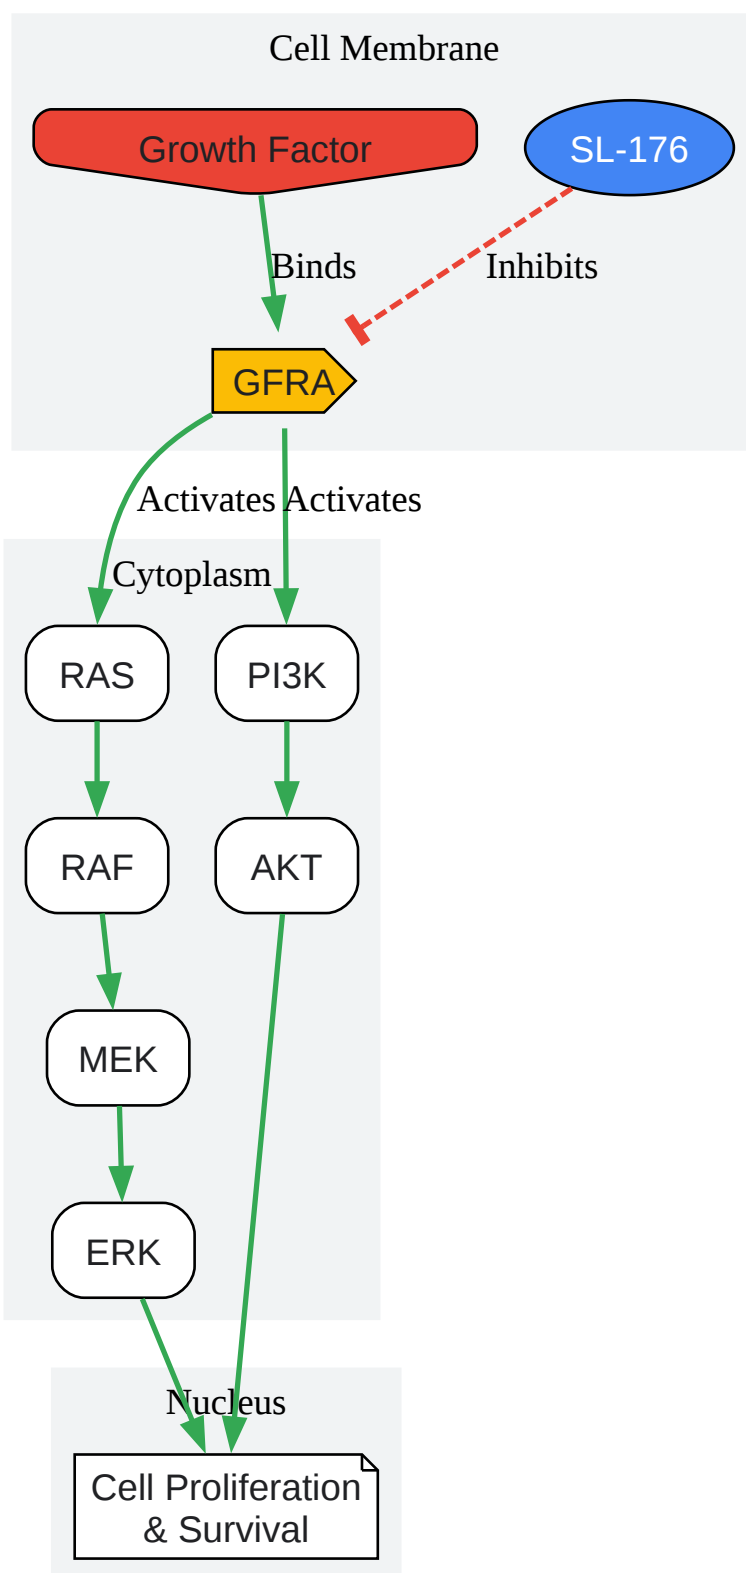 Cell Membrane
Growth Factor
SL-176
Binds
Inhibits
GFRA
Activates
Activates
Cytoplasm
RAS
PI3K
RAF
AKT
MEK
ERK
Nucleus
Cell Proliferation
& Survival